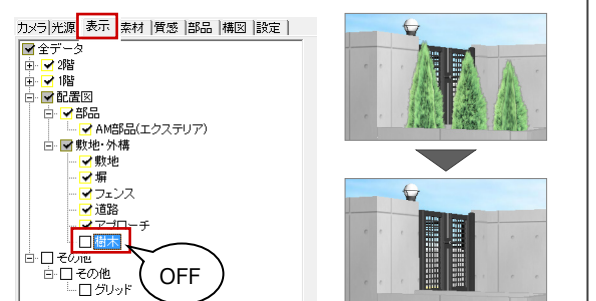 カメラ 光源 表示 素材 質感 部品 構図 設定
全データ
2階
1階
配置図
部品
AM部品(エクステリア)
敷地・外構
敷地
塀
フェンス
道路
アプローチ
樹木
その他
その他
グリッド
OFF